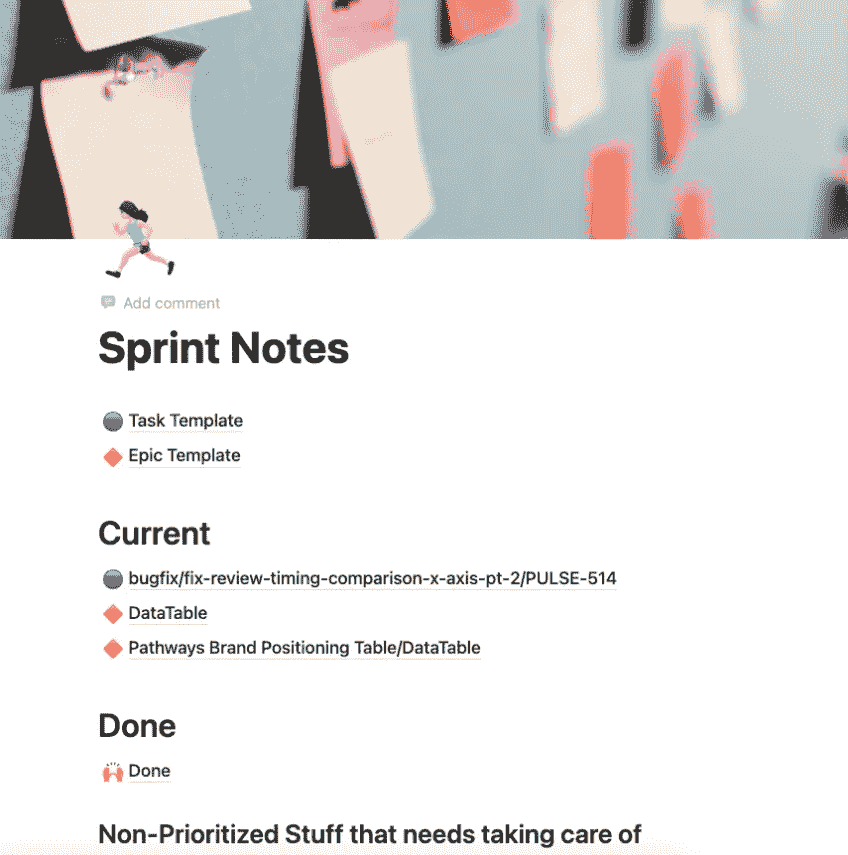 Add comment
Sprint Notes
Task Template
Epic Template
Current
bugfix/fix-review-timing-comparison-x-axis-pt-2/PULSE-514
DataTable
Pathways Brand Positioning Table/DataTable
Done
Done
Non-Prioritized Stuff that needs taking care of